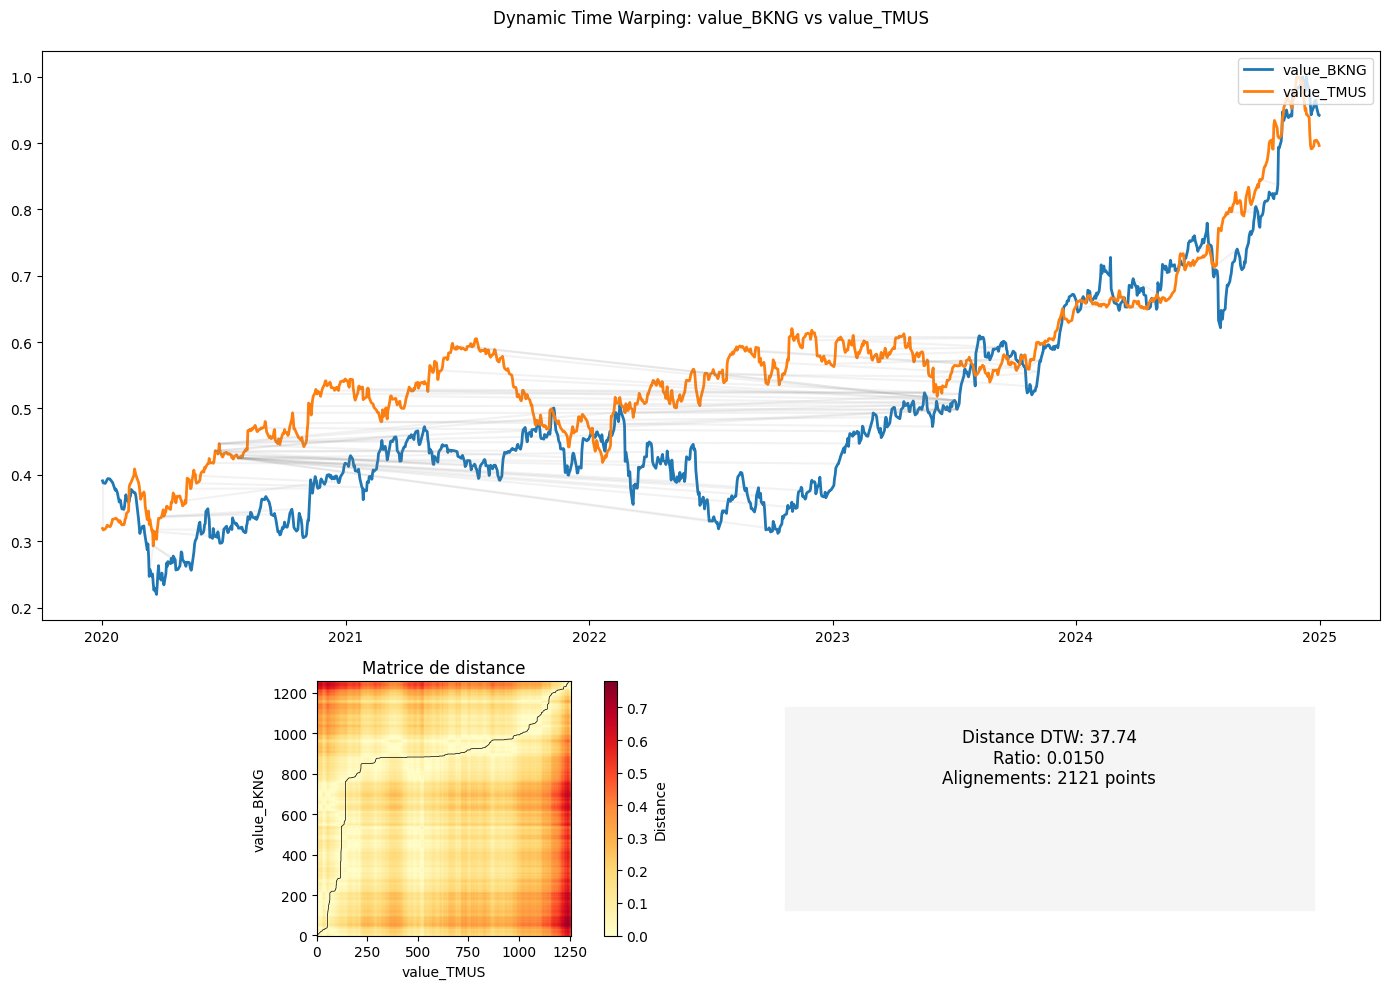 Dynamic Time Warping: value_BKNG vs value_TMUS
value_BKNG
value_TMUS
1.0
0.9
0.8
0.7
0.6
0.5
0.4
0.3
0.2
2020 2021 2022 2023 2024 2025
Matrice de distance
value_BKNG
1200
1000
800
600
400
200
0
0 250 500 750 1000 1250
value_TMUS
0.7
0.6
0.5
0.4
0.3
0.2
0.1
0.0
Distance
Distance DTW: 37.74
Ratio: 0.0150
Alignements: 2121 points